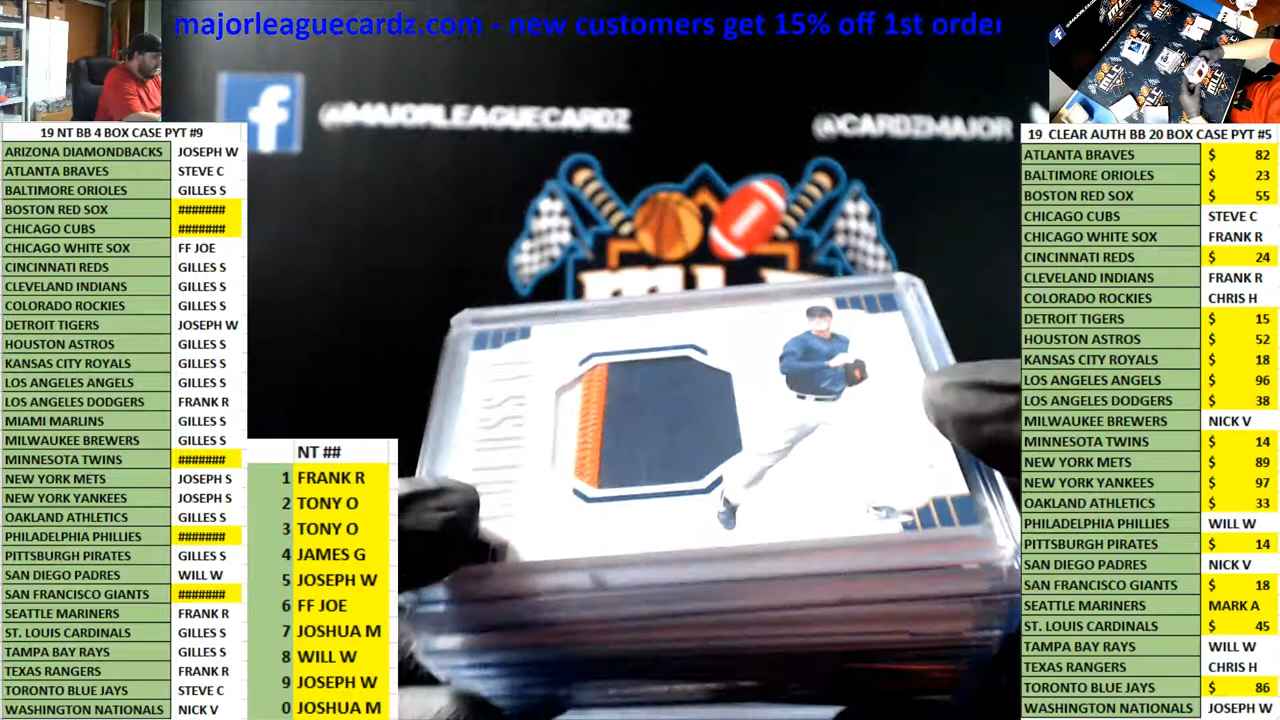 majorleaguecardz.com - new customers get 15% off 1st order
@MAJORLEAGUECARDZ
@CARDZMAJOR
19 NT BB 4 BOX CASE PYT #9
ARIZONA DIAMONDBACKS JOSEPH W
ATLANTA BRAVES STEVE C
BALTIMORE ORIOLES GILLES S
BOSTON RED SOX #######
CHICAGO CUBS #######
CHICAGO WHITE SOX FF JOE
CINCINNATI REDS GILLES S
CLEVELAND INDIANS GILLES S
COLORADO ROCKIES GILLES S
DETROIT TIGERS JOSEPH W
HOUSTON ASTROS GILLES S
KANSAS CITY ROYALS GILLES S
LOS ANGELES ANGELS GILLES S
LOS ANGELES DODGERS FRANK R
MIAMI MARLINS GILLES S
MILWAUKEE BREWERS GILLES S
MINNESOTA TWINS #######
NEW YORK METS JOSEPH S
NEW YORK YANKEES JOSEPH S
OAKLAND ATHLETICS GILLES S
PHILADELPHIA PHILLIES #######
PITTSBURGH PIRATES GILLES S
SAN DIEGO PADRES WILL W
SAN FRANCISCO GIANTS #######
SEATTLE MARINERS FRANK R
ST. LOUIS CARDINALS GILLES S
TAMPA BAY RAYS GILLES S
TEXAS RANGERS FRANK R
TORONTO BLUE JAYS STEVE C
WASHINGTON NATIONALS NICK V
NT ##
1 FRANK R
2 TONY O
3 TONY O
4 JAMES G
5 JOSEPH W
6 FF JOE
7 JOSHUA M
8 WILL W
9 JOSEPH W
0 JOSHUA M
19 CLEAR AUTH BB 20 BOX CASE PYT #5
ATLANTA BRAVES $ 82
BALTIMORE ORIOLES $ 23
BOSTON RED SOX $ 55
CHICAGO CUBS STEVE C
CHICAGO WHITE SOX FRANK R
CINCINNATI REDS $ 24
CLEVELAND INDIANS FRANK R
COLORADO ROCKIES CHRIS H
DETROIT TIGERS $ 15
HOUSTON ASTROS $ 52
KANSAS CITY ROYALS $ 18
LOS ANGELES ANGELS $ 96
LOS ANGELES DODGERS $ 38
MILWAUKEE BREWERS NICK V
MINNESOTA TWINS $ 14
NEW YORK METS $ 89
NEW YORK YANKEES $ 97
OAKLAND ATHLETICS $ 33
PHILADELPHIA PHILLIES WILL W
PITTSBURGH PIRATES $ 14
SAN DIEGO PADRES NICK V
SAN FRANCISCO GIANTS $ 18
SEATTLE MARINERS MARK A
ST. LOUIS CARDINALS $ 45
TAMPA BAY RAYS WILL W
TEXAS RANGERS CHRIS H
TORONTO BLUE JAYS $ 86
WASHINGTON NATIONALS JOSEPH W